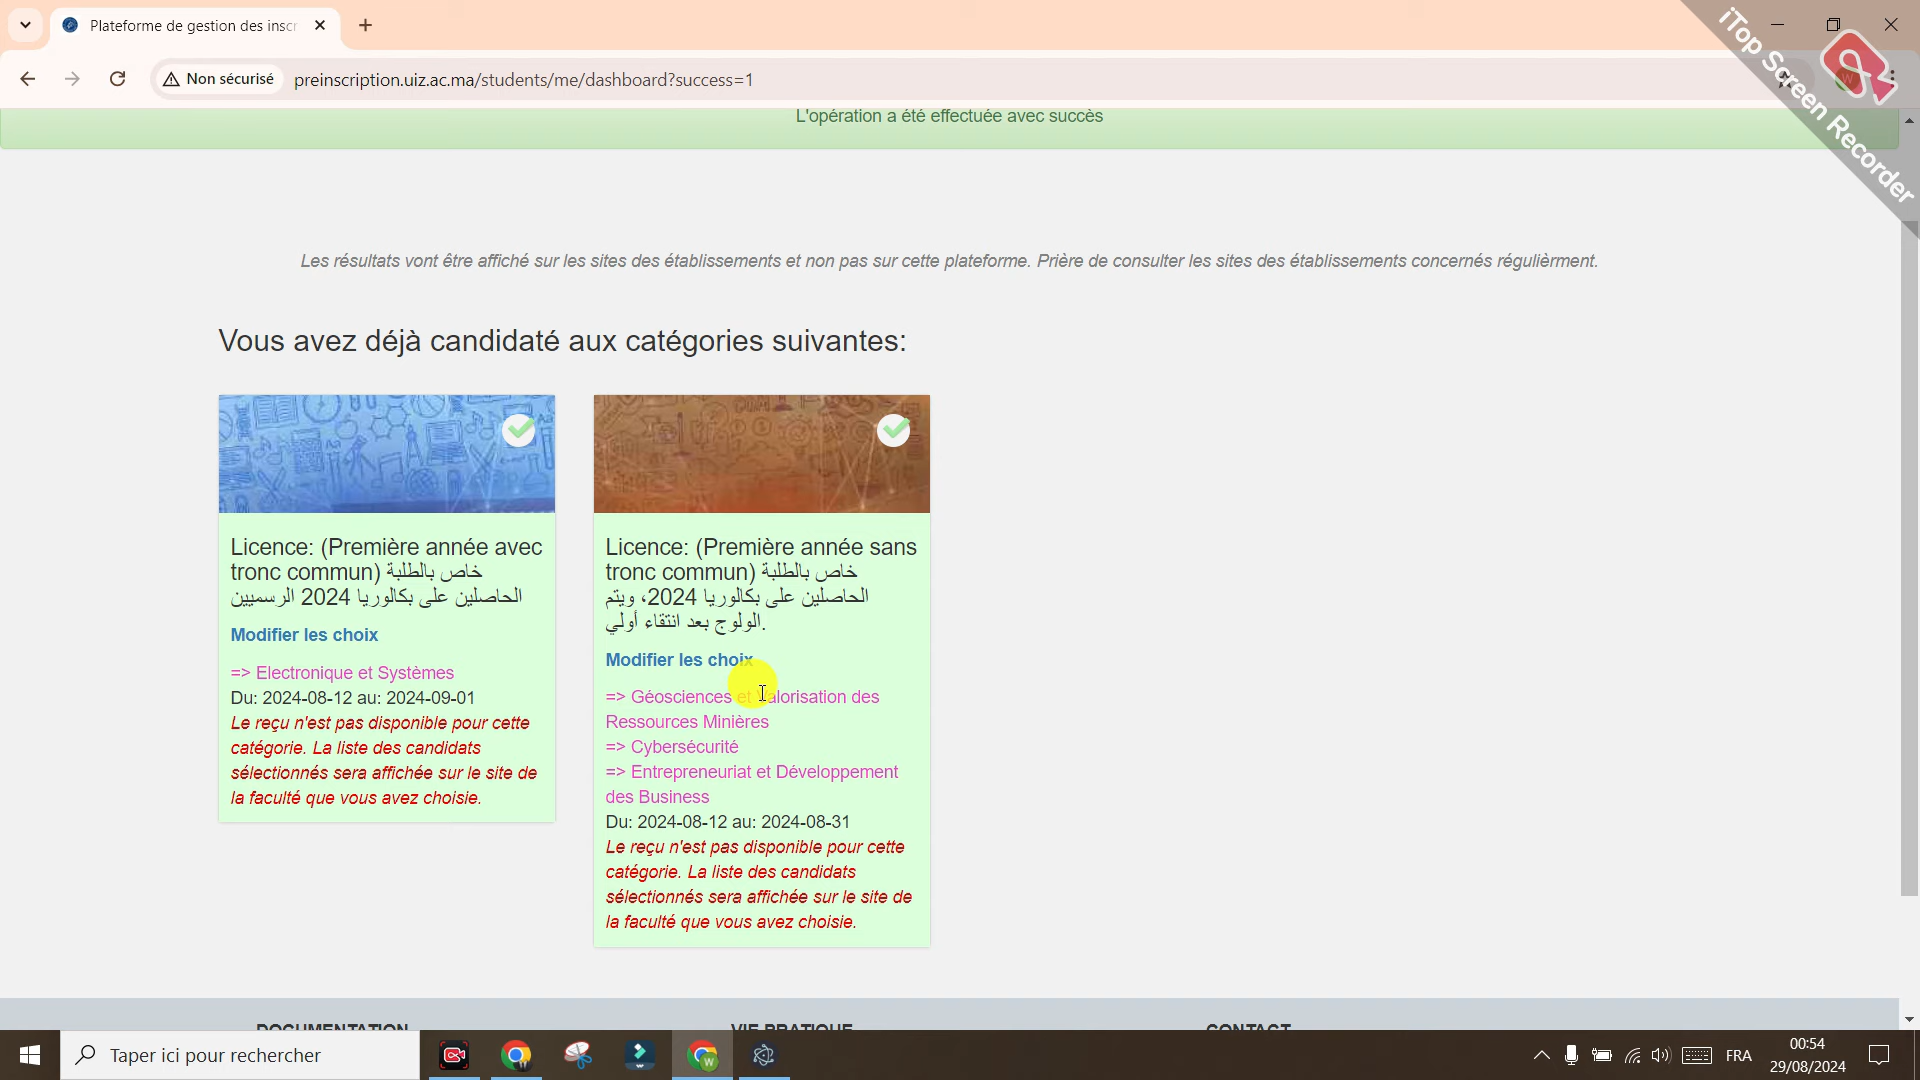 Plateforme de gestion des inscr
Non sécurisé
preinscription.uiz.ac.ma/students/me/dashboard?success=1
iTop Screen Recorder
L'opération a été effectuée avec succès
Les résultats vont être affiché sur les sites des établissements et non pas sur cette plateforme. Prière de consulter les sites des établissements concernés régulièrment.
Vous avez déjà candidaté aux catégories suivantes:
Licence: (Première année avec
tronc commun) خاص بالطلبة
الحاصلين على بكالوريا 2024 الرسميين
Modifier les choix
=> Electronique et Systèmes
Du: 2024-08-12 au: 2024-09-01
Le reçu n'est pas disponible pour cette
catégorie. La liste des candidats
sélectionnés sera affichée sur le site de
la faculté que vous avez choisie.
Licence: (Première année sans
tronc commun) خاص بالطلبة
الحاصلين على بكالوريا 2024، ويتم
الولوج بعد انتقاء أولي.
Modifier les choix
=> Géosciences et Valorisation des
Ressources Minières
=> Cybersécurité
=> Entrepreneuriat et Développement
des Business
Du: 2024-08-12 au: 2024-08-31
Le reçu n'est pas disponible pour cette
catégorie. La liste des candidats
sélectionnés sera affichée sur le site de
la faculté que vous avez choisie.
DOCUMENTATION
VIE PRATIQUE
CONTACT
Taper ici pour rechercher
FRA
00:54
29/08/2024